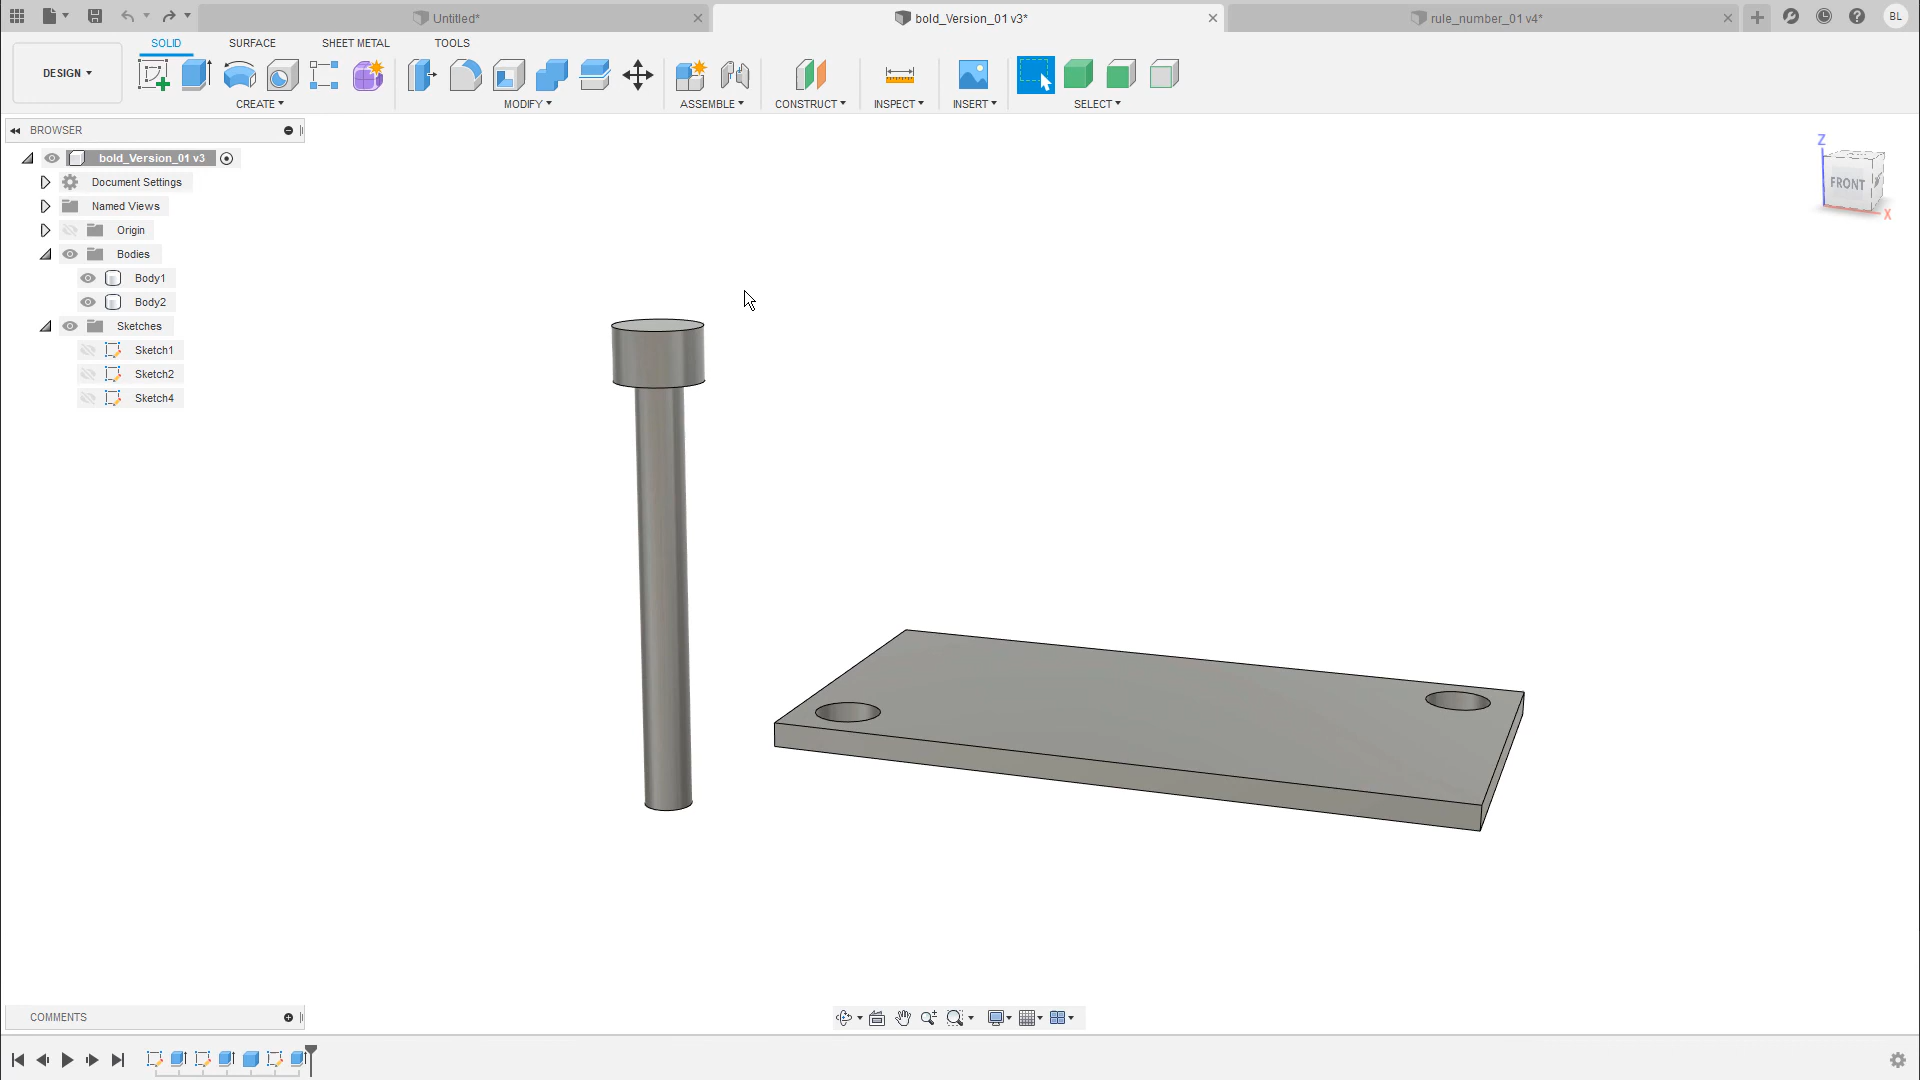 Untitled*
bold_Version_01 v3*
rule_number_01 v4*
BL
SOLID
SURFACE
SHEET METAL
TOOLS
DESIGN
CREATE
MODIFY
ASSEMBLE
CONSTRUCT
INSPECT
INSERT
SELECT
BROWSER
bold_Version_01 v3
Document Settings
Named Views
Origin
Bodies
Body1
Body2
Sketches
Sketch1
Sketch2
Sketch4
Z
FRONT
X
COMMENTS